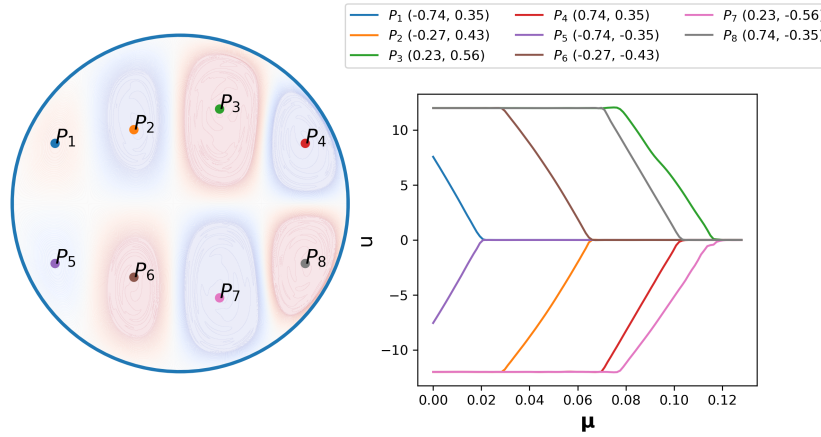 P₁ (-0.74, 0.35) P₄ (0.74, 0.35) P₇ (0.23, -0.56)
P₂ (-0.27, 0.43) P₅ (-0.74, -0.35) P₈ (0.74, -0.35)
P₃ (0.23, 0.56) P₆ (-0.27, -0.43)
P₁ P₂ P₃ P₄
P₅ P₆ P₇ P₈
10
5
0
−5
−10
u
0.00 0.02 0.04 0.06 0.08 0.10 0.12
μ